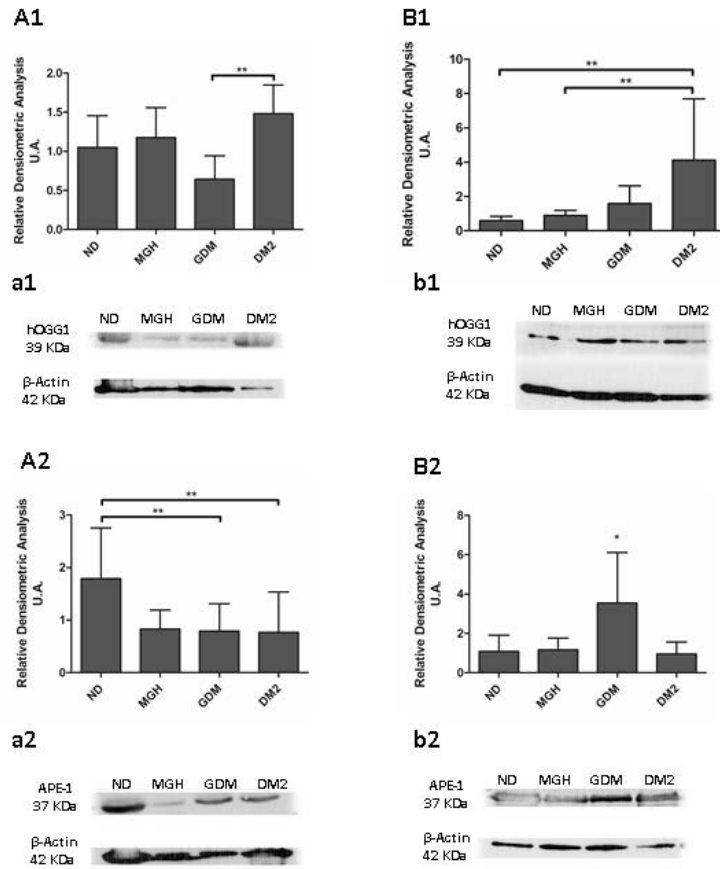 A1
Relative Densiometric Analysis
U.A.
2.0
1.5
1.0
0.5
0.0
**
ND
MGH
GDM
DM2
B1
Relative Densiometric Analysis
U.A.
10
8
6
4
2
0
**
**
ND
MGH
GDM
DM2
a1
ND MGH GDM DM2
hOGG1
39 KDa
β-Actin
42 KDa
b1
ND MGH GDM DM2
hOGG1
39 KDa
β-Actin
42 KDa
A2
Relative Densiometric Analysis
U.A.
3
2
1
0
**
**
ND
MGH
GDM
DM2
B2
Relative Densiometric Analysis
U.A.
8
6
4
2
0
*
ND
MGH
GDM
DM2
a2
ND MGH GDM DM2
APE-1
37 KDa
β-Actin
42 KDa
b2
ND MGH GDM DM2
APE-1
37 KDa
β-Actin
42 KDa